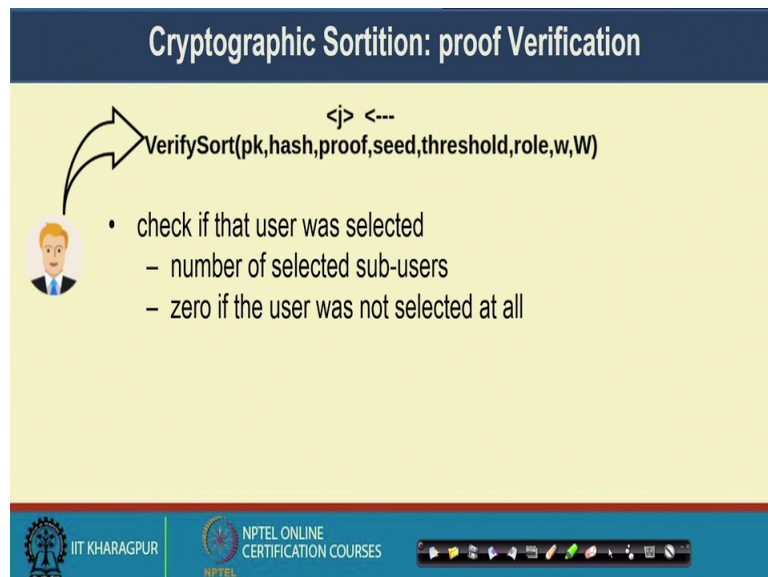 Cryptographic Sortition: proof Verification
<j> <---
VerifySort(pk,hash,proof,seed,threshold,role,w,W)
• check if that user was selected
– number of selected sub-users
– zero if the user was not selected at all
IIT KHARAGPUR
NPTEL
NPTEL ONLINE
CERTIFICATION COURSES